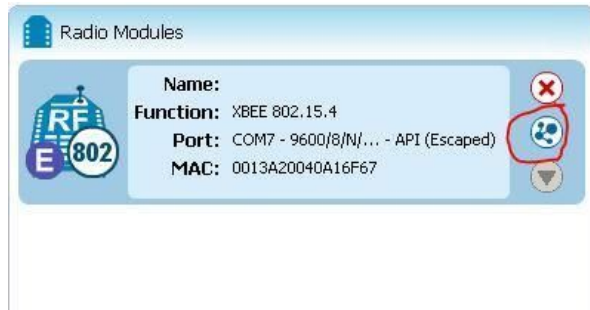 Radio Modules
Name:
Function: XBEE 802.15.4
Port: COM7 - 9600/8/N/... - API (Escaped)
MAC: 0013A20040A16F67
RF
E 802